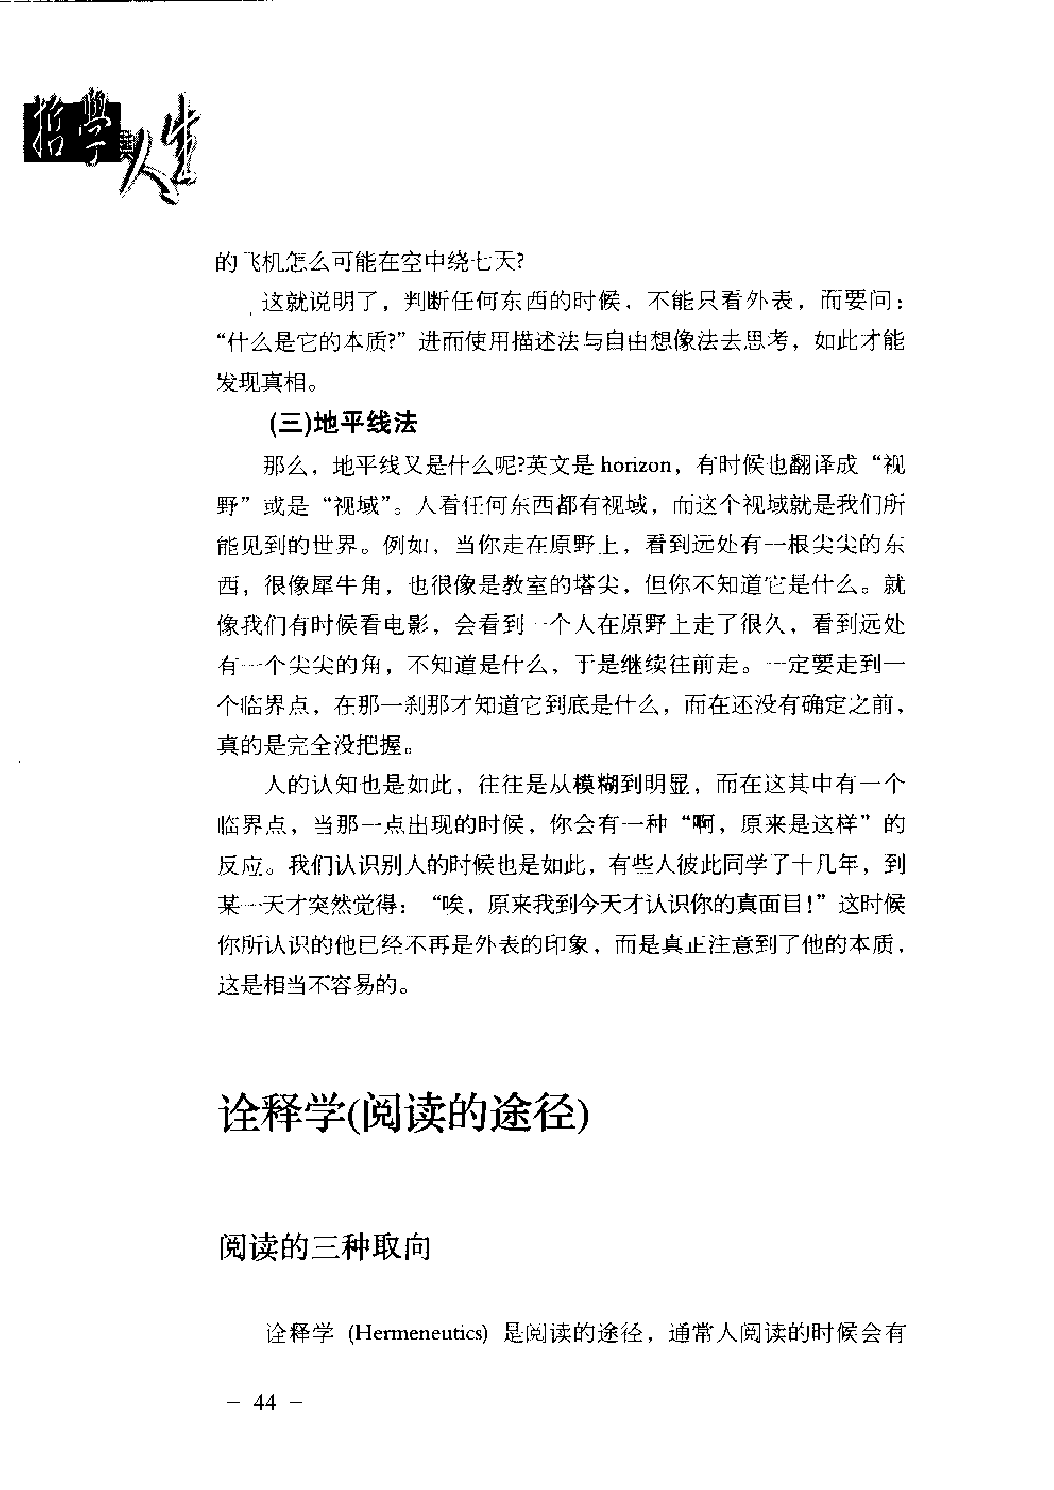 哲學與人生
的飞机怎么可能在空中绕七天?
这就说明了，判断任何东西的时候，不能只看外表，而要问：
“什么是它的本质?”进而使用描述法与自由想像法去思考，如此才能
发现真相。
(三)地平线法
那么，地平线又是什么呢?英文是 horizon，有时候也翻译成“视
野”或是“视域”。人看任何东西都有视域，而这个视域就是我们所
能见到的世界。例如，当你走在原野上，看到远处有一根尖尖的东
西，很像犀牛角，也很像是教室的塔尖，但你不知道它是什么。就
像我们有时候看电影，会看到一个人在原野上走了很久，看到远处
有一个尖尖的角，不知道是什么，于是继续往前走。一定要走到一
个临界点，在那一刹那才知道它到底是什么，而在还没有确定之前，
真的是完全没把握。
人的认知也是如此，往往是从模糊到明显，而在这其中有一个
临界点，当那一点出现的时候，你会有一种“啊，原来是这样”的
反应。我们认识别人的时候也是如此，有些人彼此同学了十几年，到
某一天才突然觉得：“唉，原来我到今天才认识你的真面目!”这时候
你所认识的他已经不再是外表的印象，而是真正注意到了他的本质，
这是相当不容易的。
诠释学(阅读的途径)
阅读的三种取向
诠释学 (Hermeneutics) 是阅读的途径，通常人阅读的时候会有
– 44 –